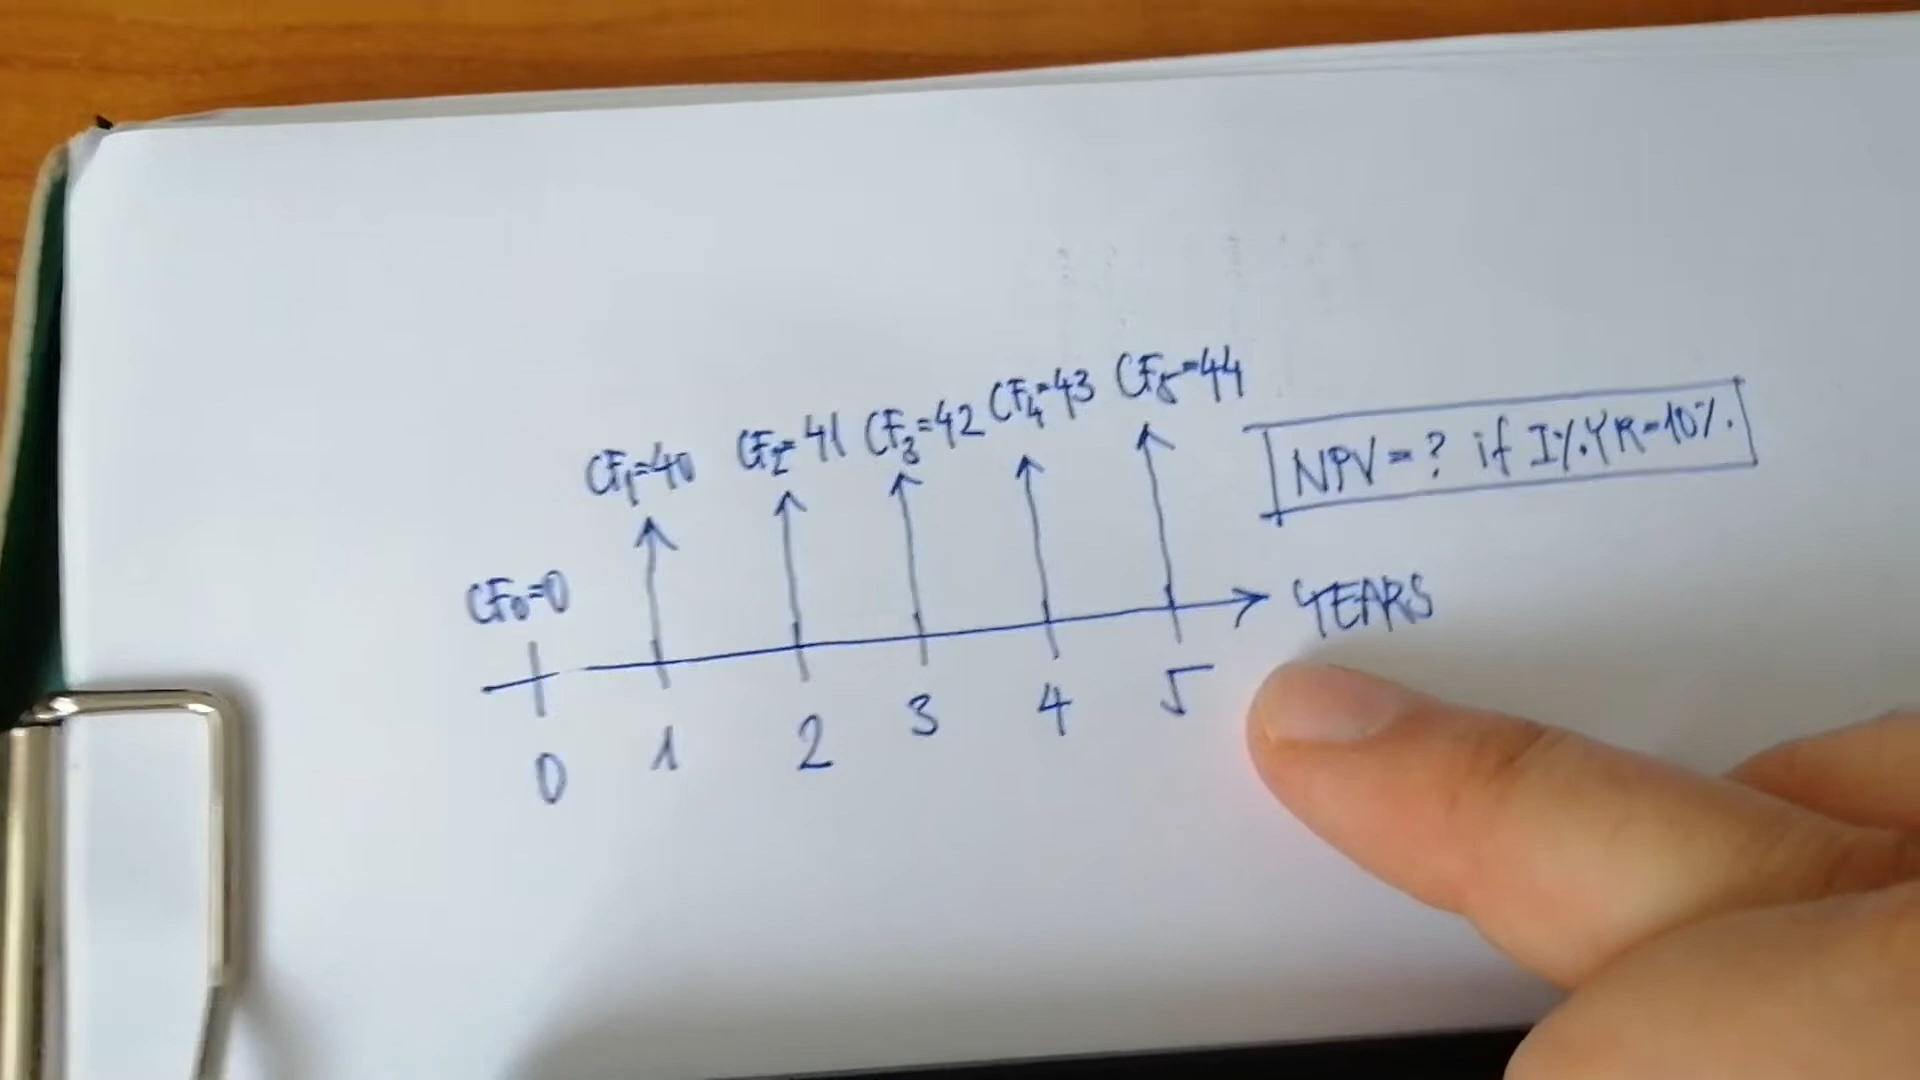 CF0=0
CF1=40
CF2=41
CF3=42
CF4=43
CF5=44
NPV=? if I%YR=10%.
YEARS
0 1 2 3 4 5